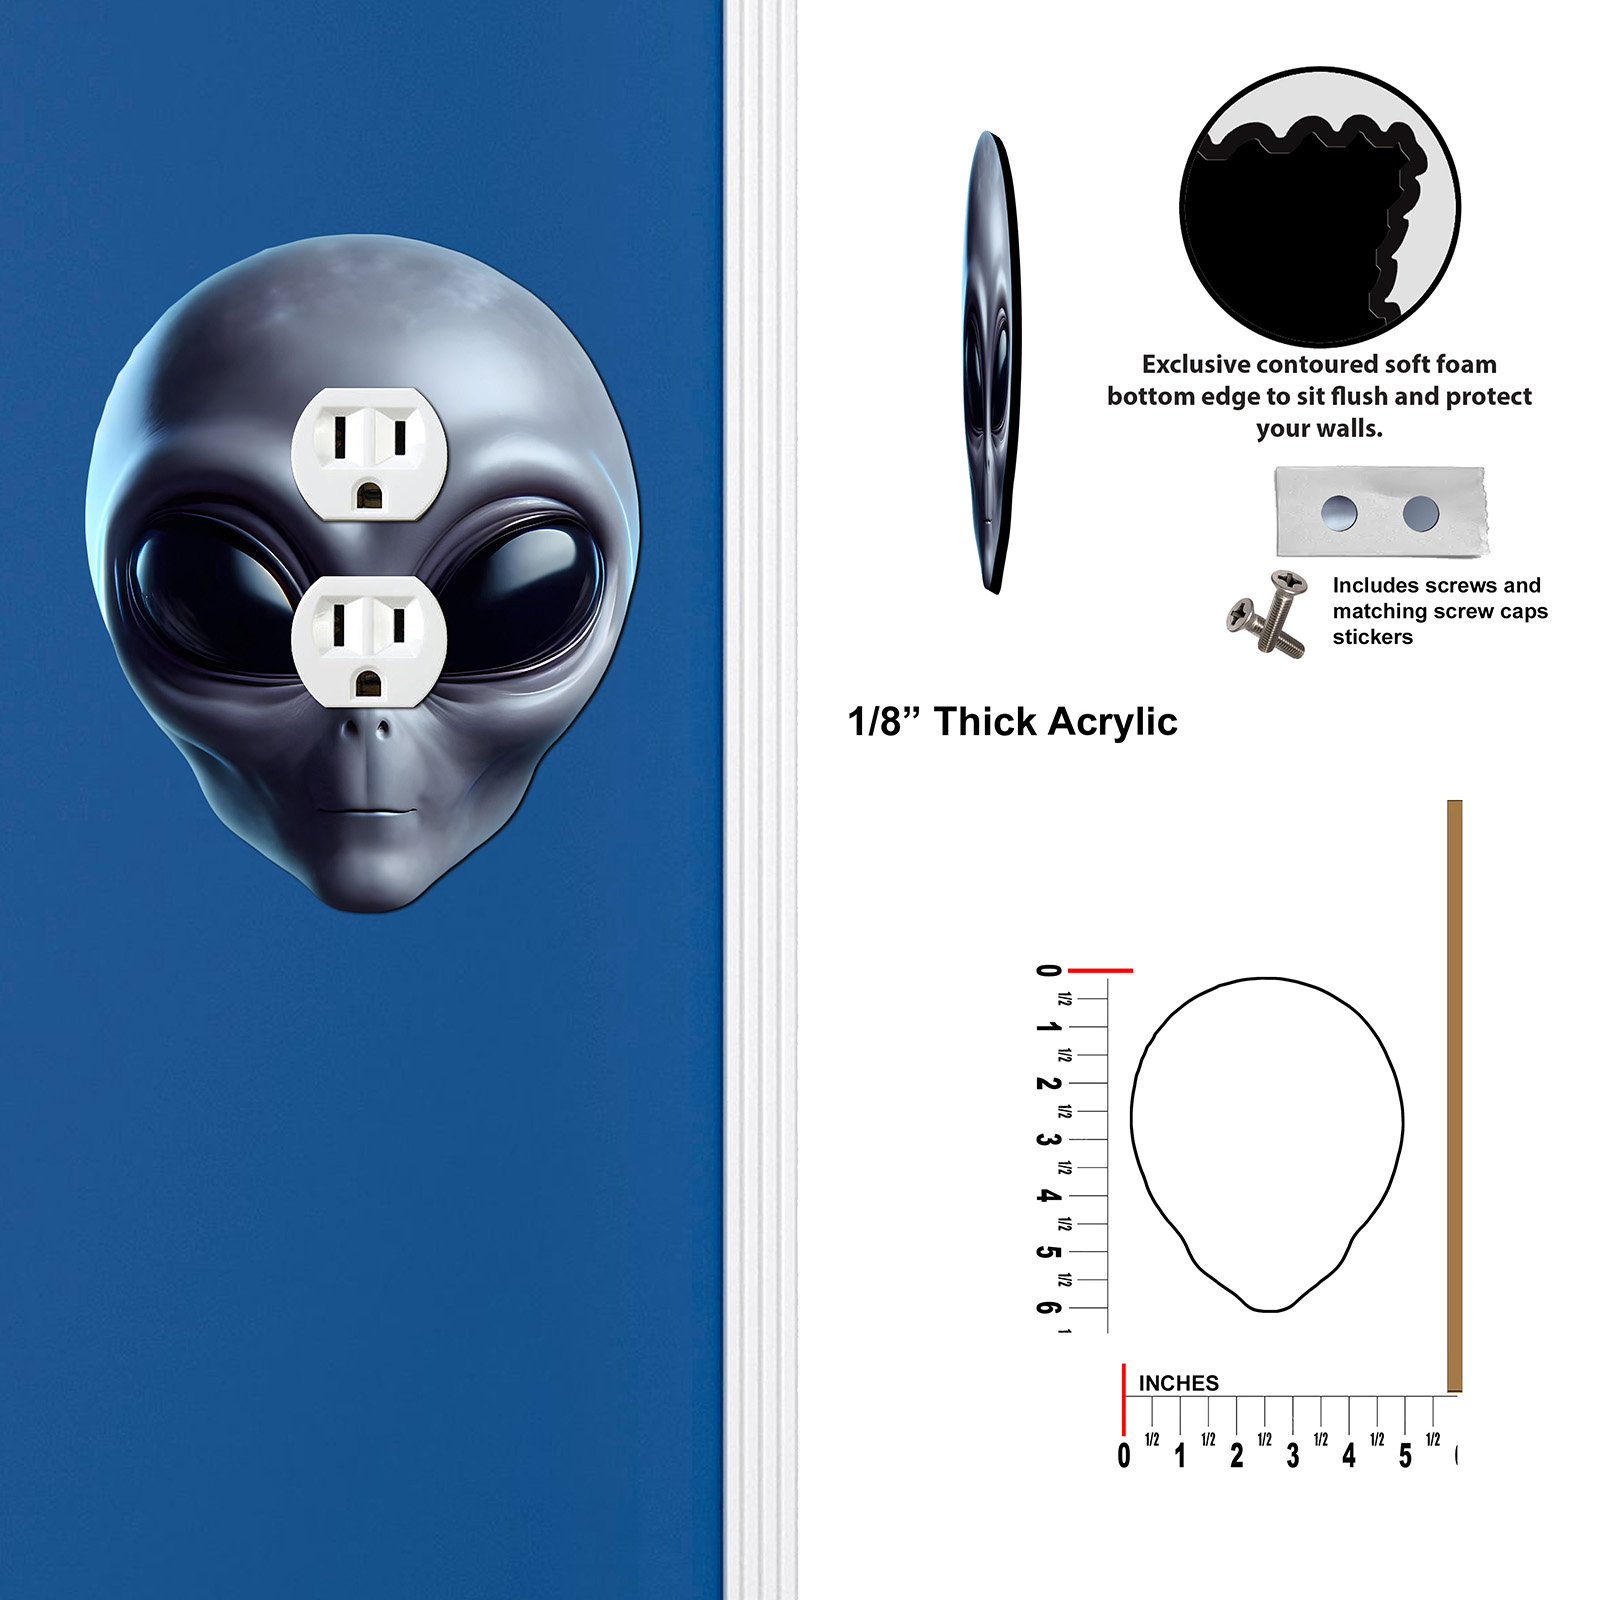 Exclusive contoured soft foam
bottom edge to sit flush and protect
your walls.
Includes screws and
matching screw caps
stickers
1/8” Thick Acrylic
0
1/2
1
1/2
2
1/2
3
1/2
4
1/2
5
1/2
6
1
INCHES
0 1/2 1 1/2 2 1/2 3 1/2 4 1/2 5 1/2